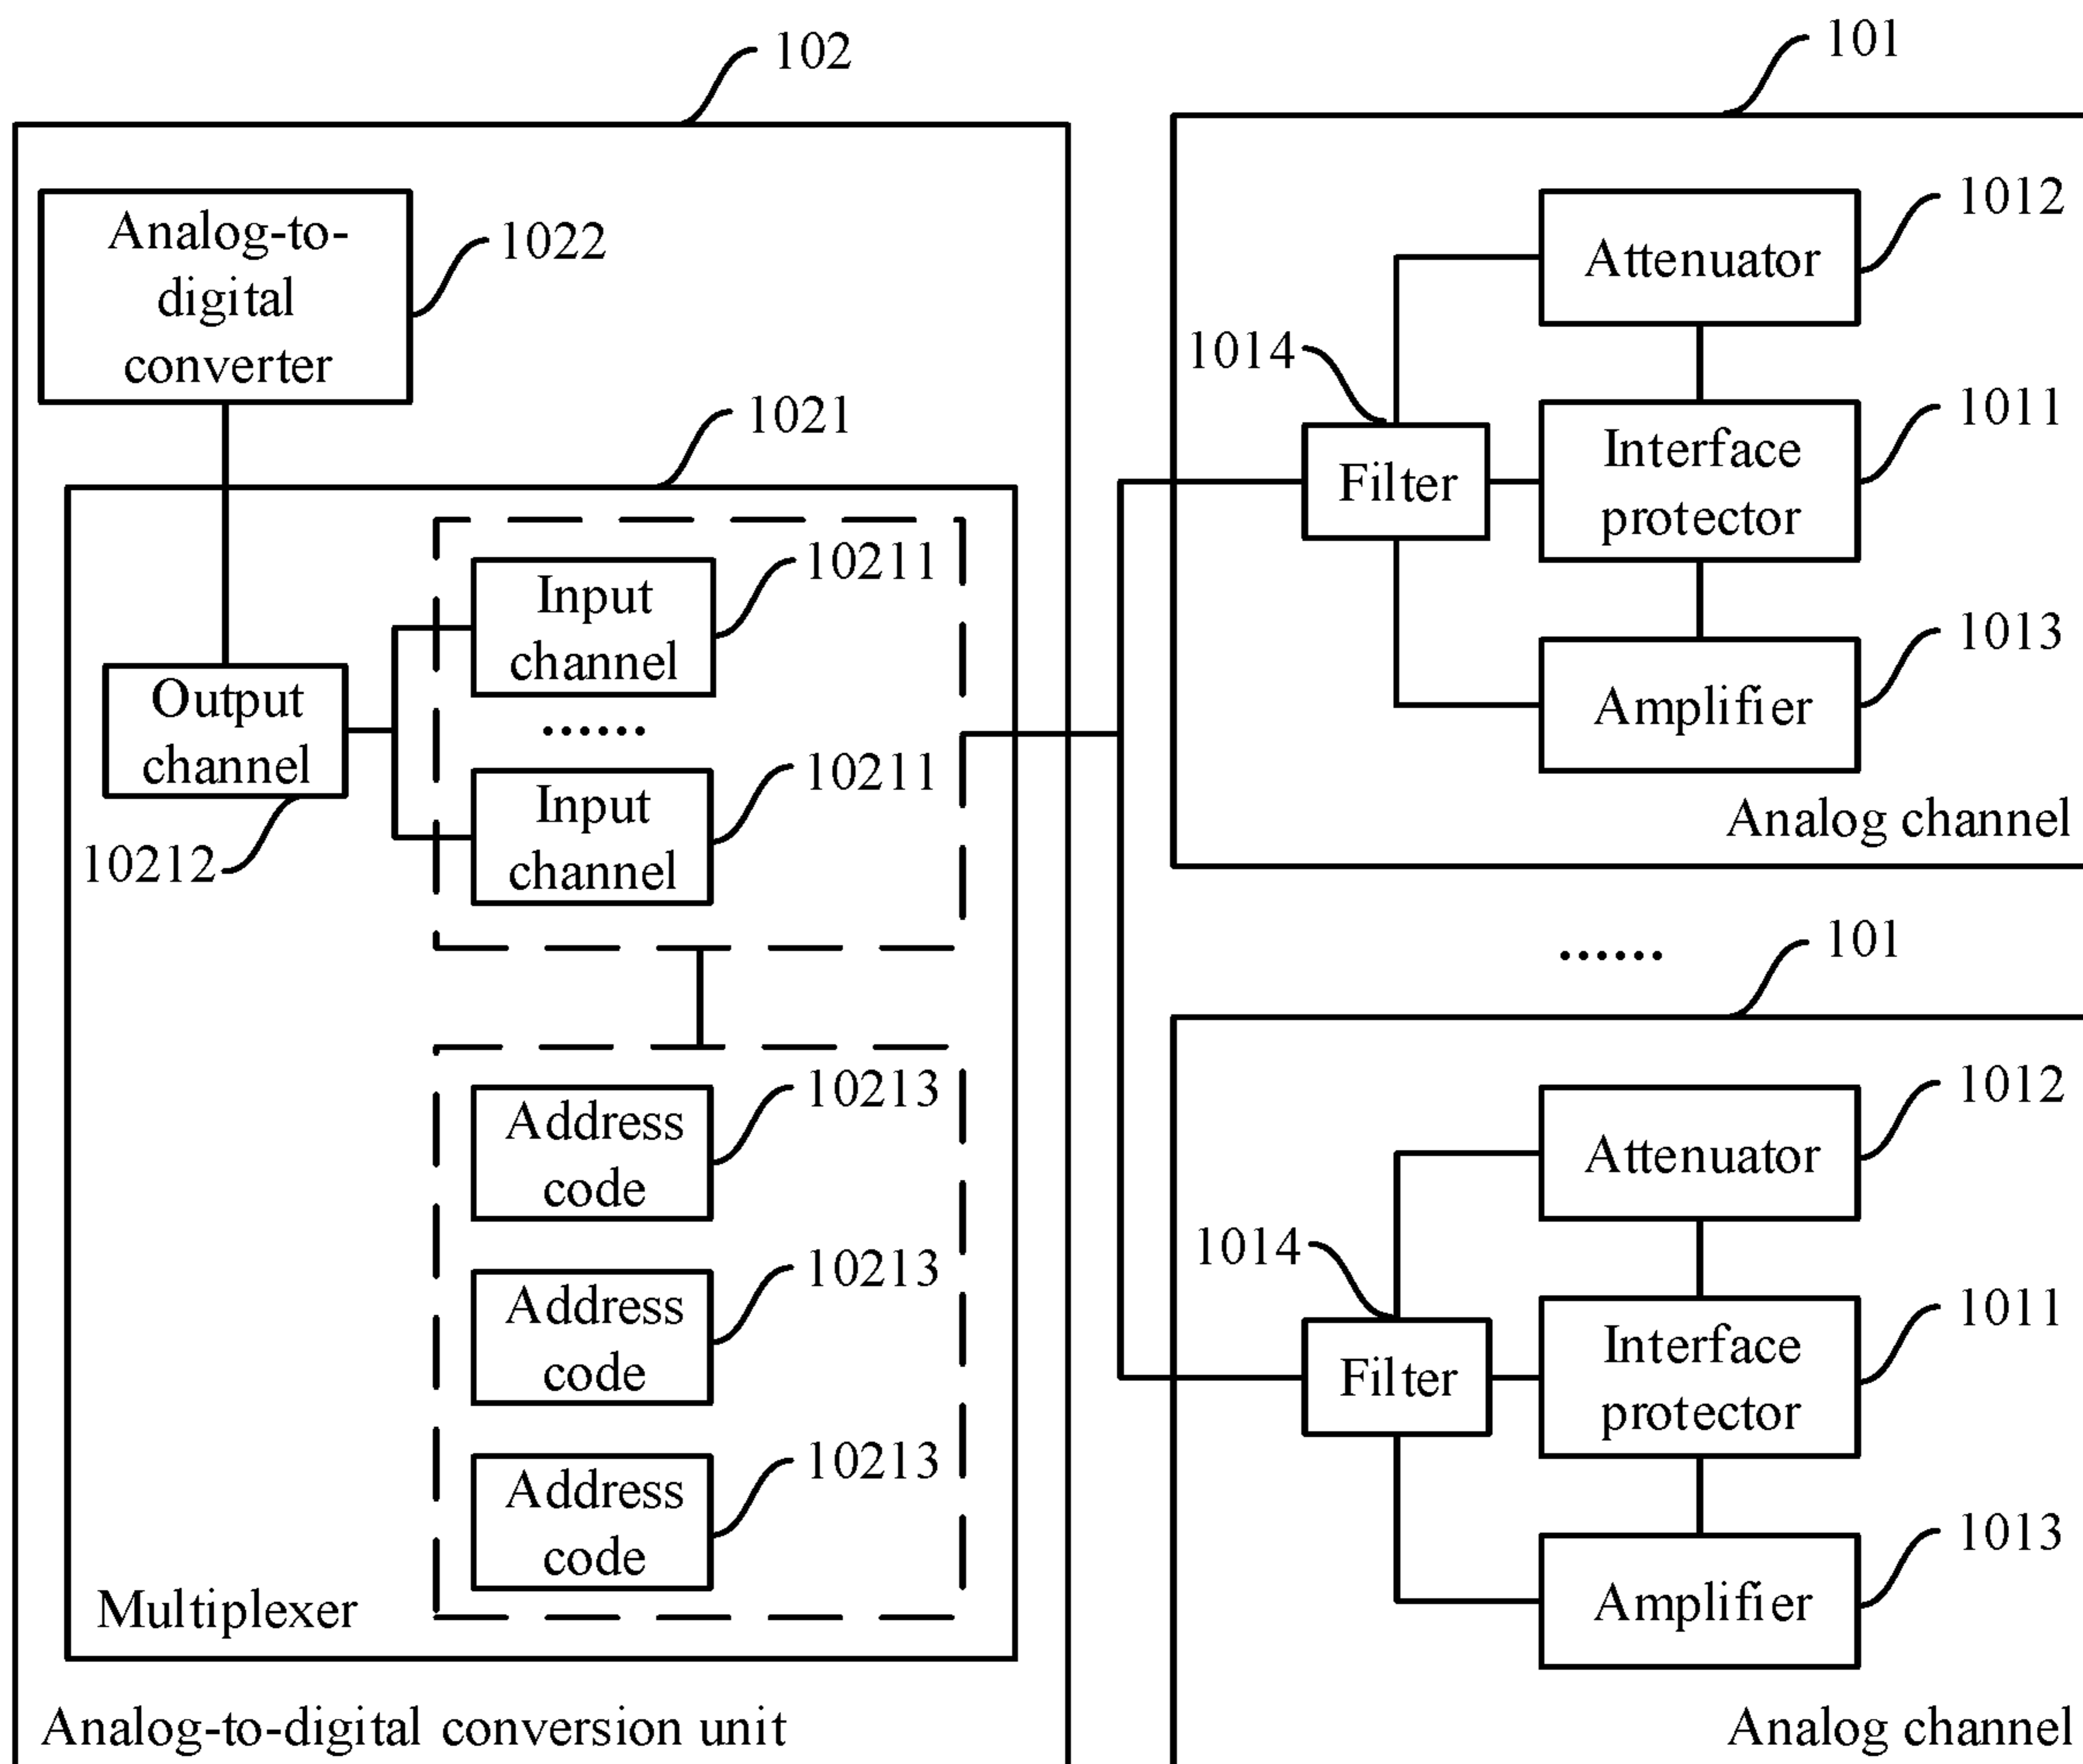 102
Analog-to-
digital
converter
1022
1021
Input
channel
10211
......
Input
channel
10211
Output
channel
10212
Address
code
10213
Address
code
10213
Address
code
10213
Multiplexer
Analog-to-digital conversion unit
101
Attenuator
1012
1014
Filter
Interface
protector
1011
Amplifier
1013
Analog channel
......
101
Attenuator
1012
1014
Filter
Interface
protector
1011
Amplifier
1013
Analog channel